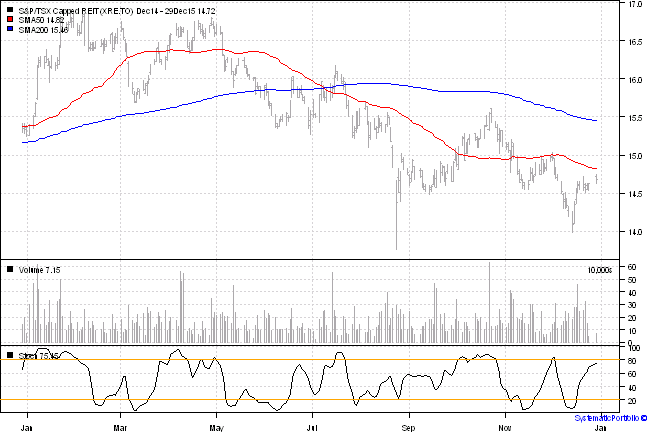 S&P/TSX Capped REIT (XRE.TO) Dec14 - 29Dec15 14.72
SMA50 14.82
SMA200 15.46
17.0
16.5
16.0
15.5
15.0
14.5
14.0
Volume 7.15
10,000s
60
50
40
30
20
10
0
Stoch 75.45
100
80
60
40
20
Jan Mar May Jul Sep Nov Jan
SystematicPortfolio ©